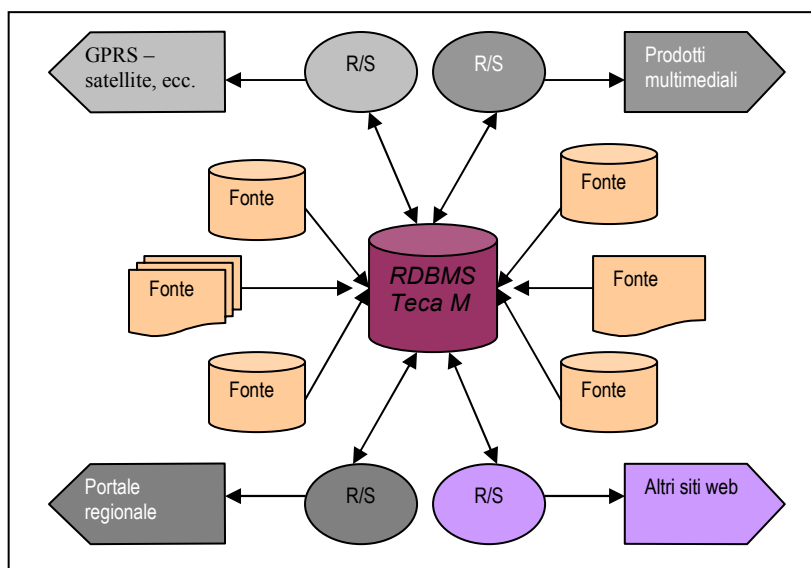 GPRS –
satellite, ecc.
R/S
R/S
Prodotti
multimediali
Fonte
Fonte
Fonte
RDBMS
Teca M
Fonte
Fonte
Fonte
Portale
regionale
R/S
R/S
Altri siti web